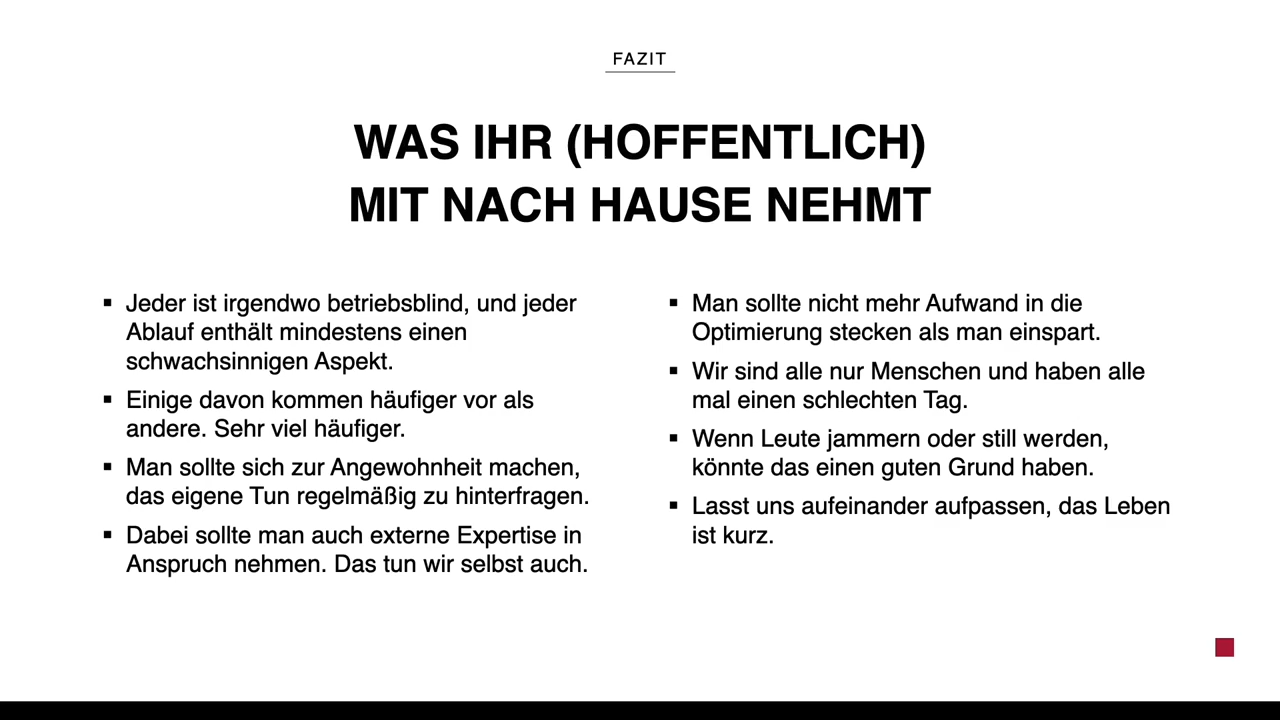 FAZIT
WAS IHR (HOFFENTLICH)
MIT NACH HAUSE NEHMT
▪ Jeder ist irgendwo betriebsblind, und jeder
Ablauf enthält mindestens einen
schwachsinnigen Aspekt.
▪ Einige davon kommen häufiger vor als
andere. Sehr viel häufiger.
▪ Man sollte sich zur Angewohnheit machen,
das eigene Tun regelmäßig zu hinterfragen.
▪ Dabei sollte man auch externe Expertise in
Anspruch nehmen. Das tun wir selbst auch.
▪ Man sollte nicht mehr Aufwand in die
Optimierung stecken als man einspart.
▪ Wir sind alle nur Menschen und haben alle
mal einen schlechten Tag.
▪ Wenn Leute jammern oder still werden,
könnte das einen guten Grund haben.
▪ Lasst uns aufeinander aufpassen, das Leben
ist kurz.